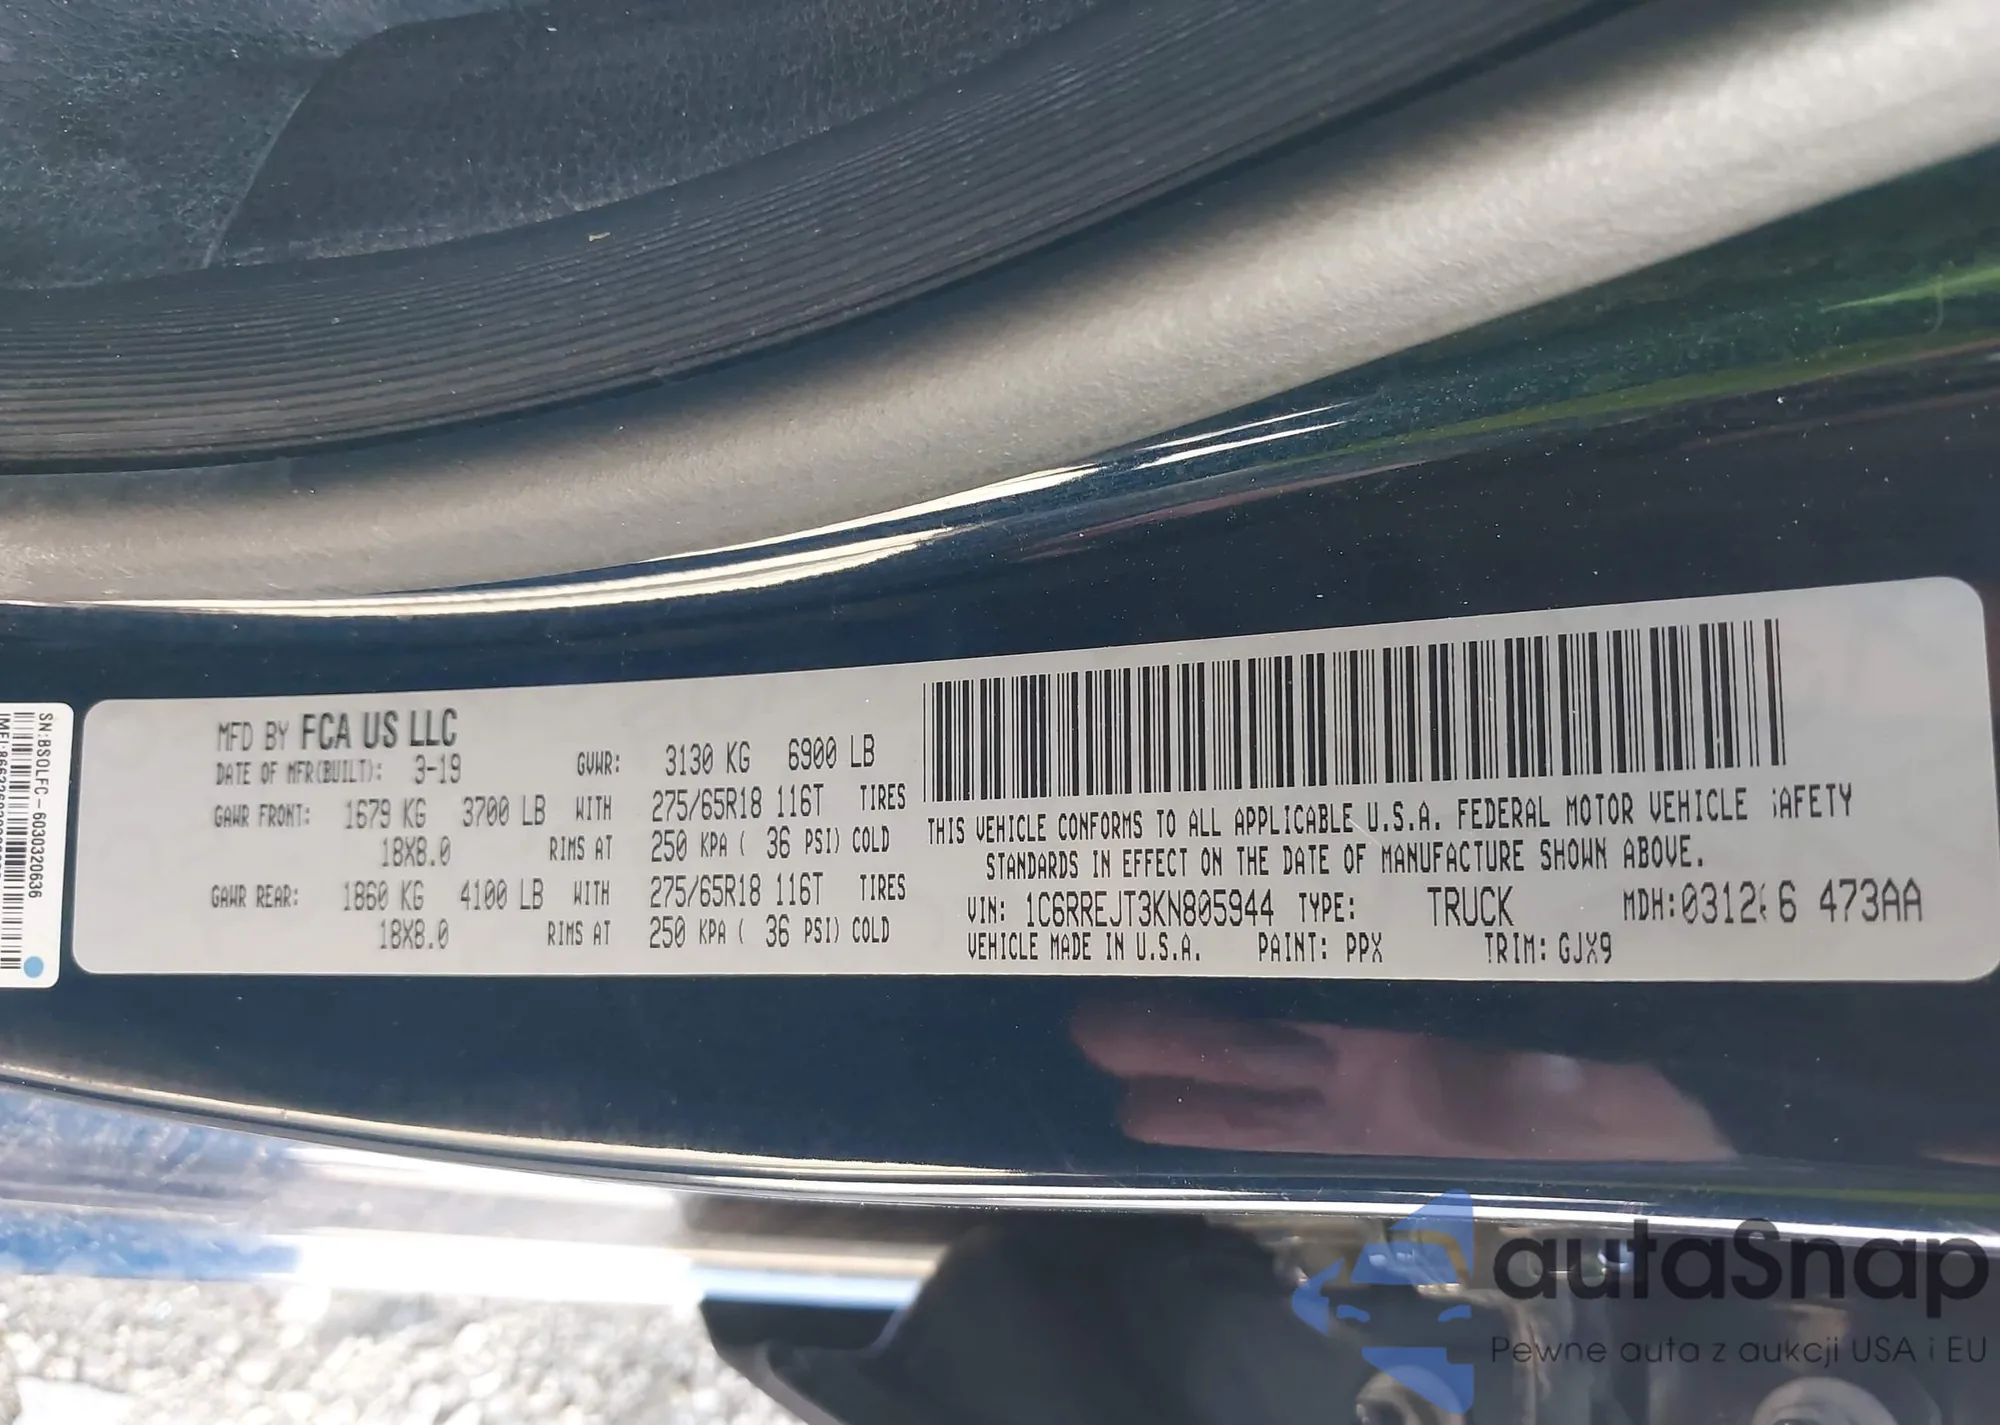 SN:BSOLFC-6030320636
MFD BY FCA US LLC
DATE OF MFR(BUILT): 3-19 GVWR: 3130 KG 6900 LB
GAWR FRONT: 1679 KG 3700 LB WITH 275/65R18 116T TIRES
18X8.0 RIMS AT 250 KPA ( 36 PSI) COLD
GAWR REAR: 1860 KG 4100 LB WITH 275/65R18 116T TIRES
18X8.0 RIMS AT 250 KPA ( 36 PSI) COLD
THIS VEHICLE CONFORMS TO ALL APPLICABLE U.S.A. FEDERAL MOTOR VEHICLE SAFETY
STANDARDS IN EFFECT ON THE DATE OF MANUFACTURE SHOWN ABOVE.
VIN: 1C6RREJT3KN805944 TYPE: TRUCK MDH: 473AA
VEHICLE MADE IN U.S.A. PAINT: PPX TRIM: GJX9
autaSnap
Pewne auta z aukcji USA i EU